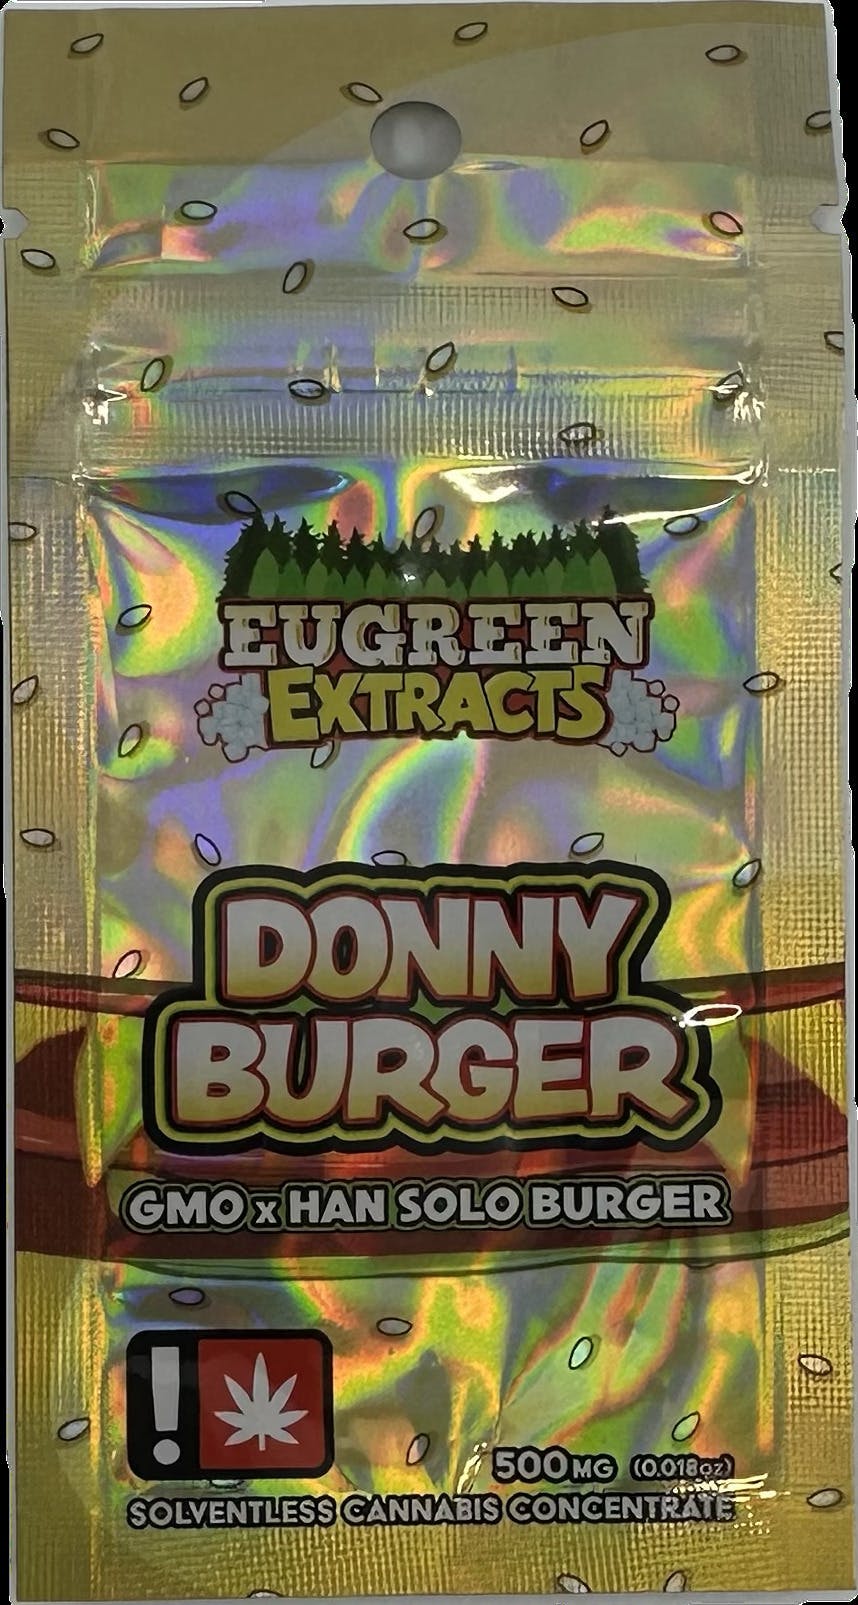 EUGREEN
EXTRACTS
DONNY
BURGER
GMO x HAN SOLO BURGER
!
500MG (0.018oz)
SOLVENTLESS CANNABIS CONCENTRATE